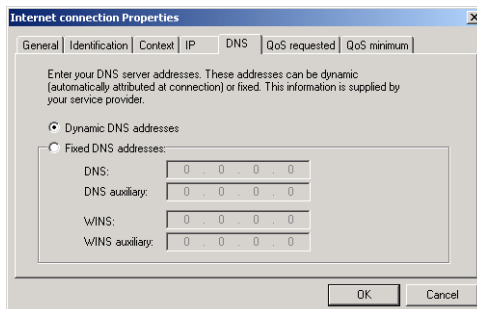 Internet connection Properties
General Identification Context IP DNS QoS requested QoS minimum
Enter your DNS server addresses. These addresses can be dynamic
(automatically attributed at connection) or fixed. This information is supplied by
your service provider.
Dynamic DNS addresses
Fixed DNS addresses:
DNS: 0 . 0 . 0 . 0
DNS auxiliary: 0 . 0 . 0 . 0
WINS: 0 . 0 . 0 . 0
WINS auxiliary: 0 . 0 . 0 . 0
OK Cancel